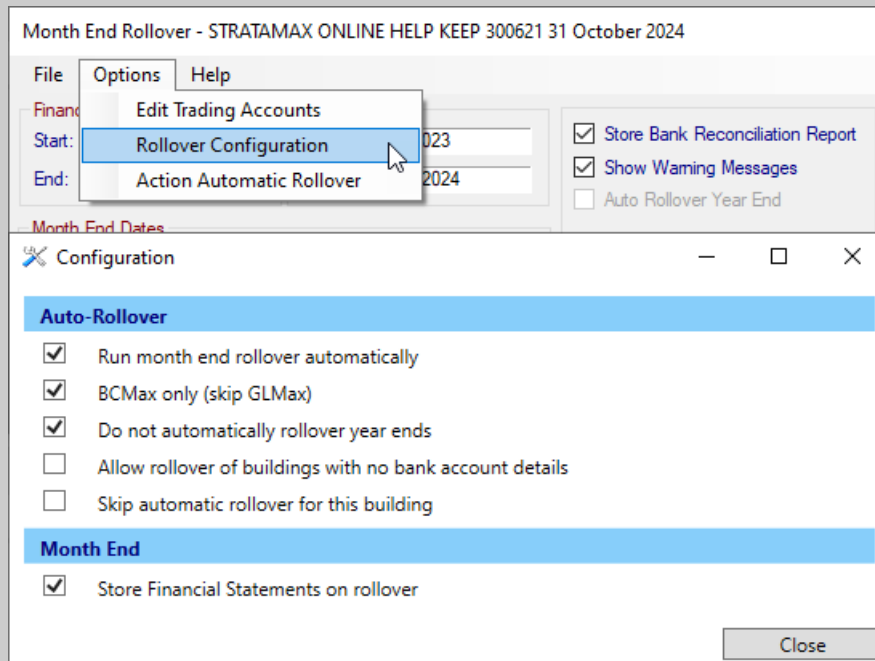 Month End Rollover - STRATAMAX ONLINE HELP KEEP 300621 31 October 2024
File Options Help
Edit Trading Accounts
Rollover Configuration
Action Automatic Rollover
Start: 023
End: 2024
Store Bank Reconciliation Report
Show Warning Messages
Auto Rollover Year End
Month End Dates
Configuration
Auto-Rollover
Run month end rollover automatically
BCMax only (skip GLMax)
Do not automatically rollover year ends
Allow rollover of buildings with no bank account details
Skip automatic rollover for this building
Month End
Store Financial Statements on rollover
Close